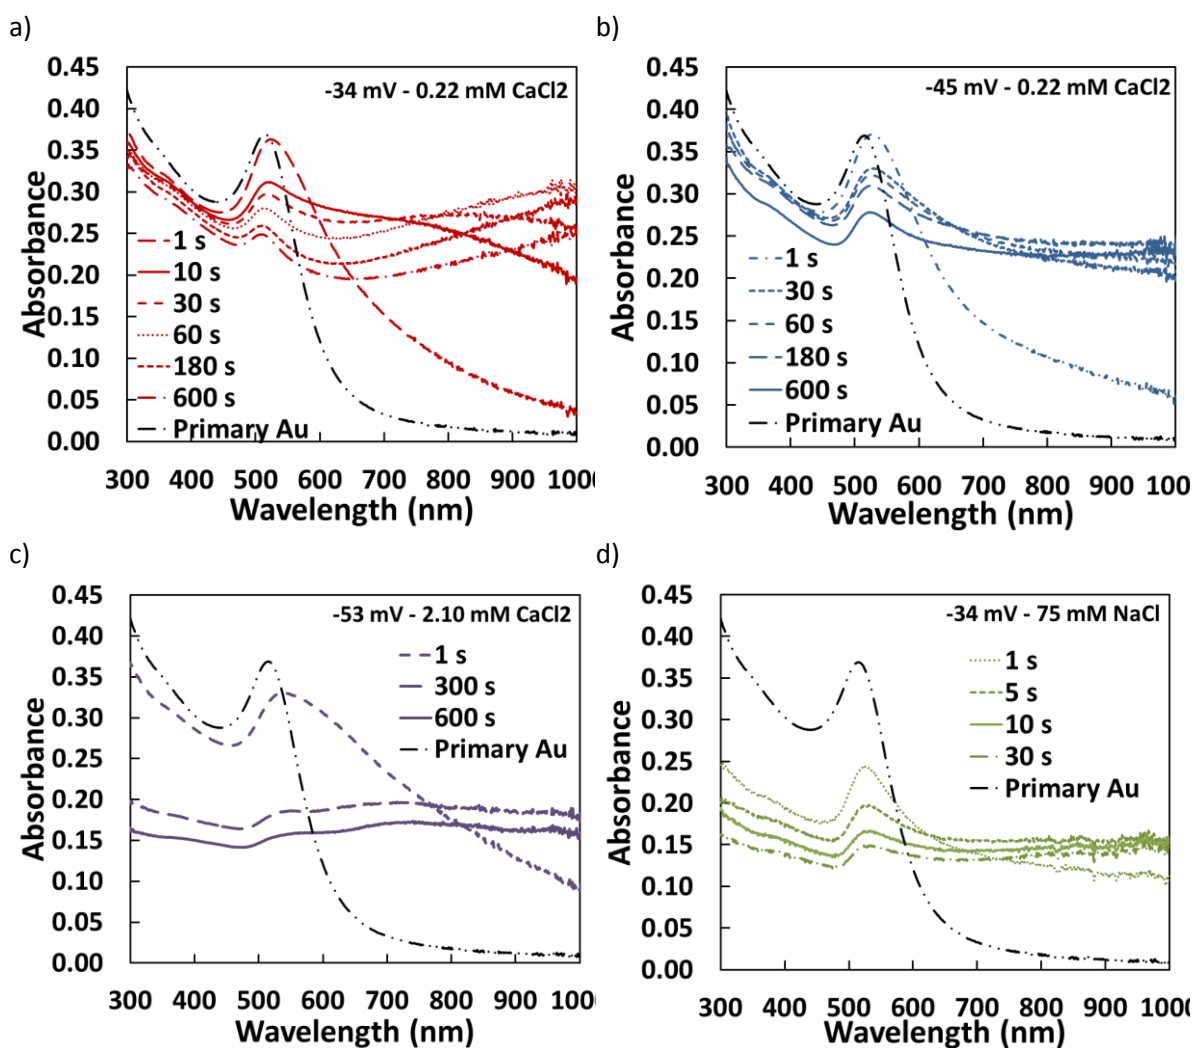 a)
0.45
0.40
0.35
0.30
0.25
0.20
0.15
0.10
0.05
0.00
Absorbance
-34 mV - 0.22 mM CaCl2
1 s
10 s
30 s
60 s
180 s
600 s
Primary Au
300 400 500 600 700 800 900 1000
Wavelength (nm)
b)
0.45
0.40
0.35
0.30
0.25
0.20
0.15
0.10
0.05
0.00
Absorbance
-45 mV - 0.22 mM CaCl2
1 s
30 s
60 s
180 s
600 s
Primary Au
300 400 500 600 700 800 900 100
Wavelength (nm)
c)
0.45
0.40
0.35
0.30
0.25
0.20
0.15
0.10
0.05
0.00
Absorbance
-53 mV - 2.10 mM CaCl2
1 s
300 s
600 s
Primary Au
300 400 500 600 700 800 900 100
Wavelength (nm)
d)
0.45
0.40
0.35
0.30
0.25
0.20
0.15
0.10
0.05
0.00
Absorbance
-34 mV - 75 mM NaCl
1 s
5 s
10 s
30 s
Primary Au
300 400 500 600 700 800 900 1000
Wavelength (nm)